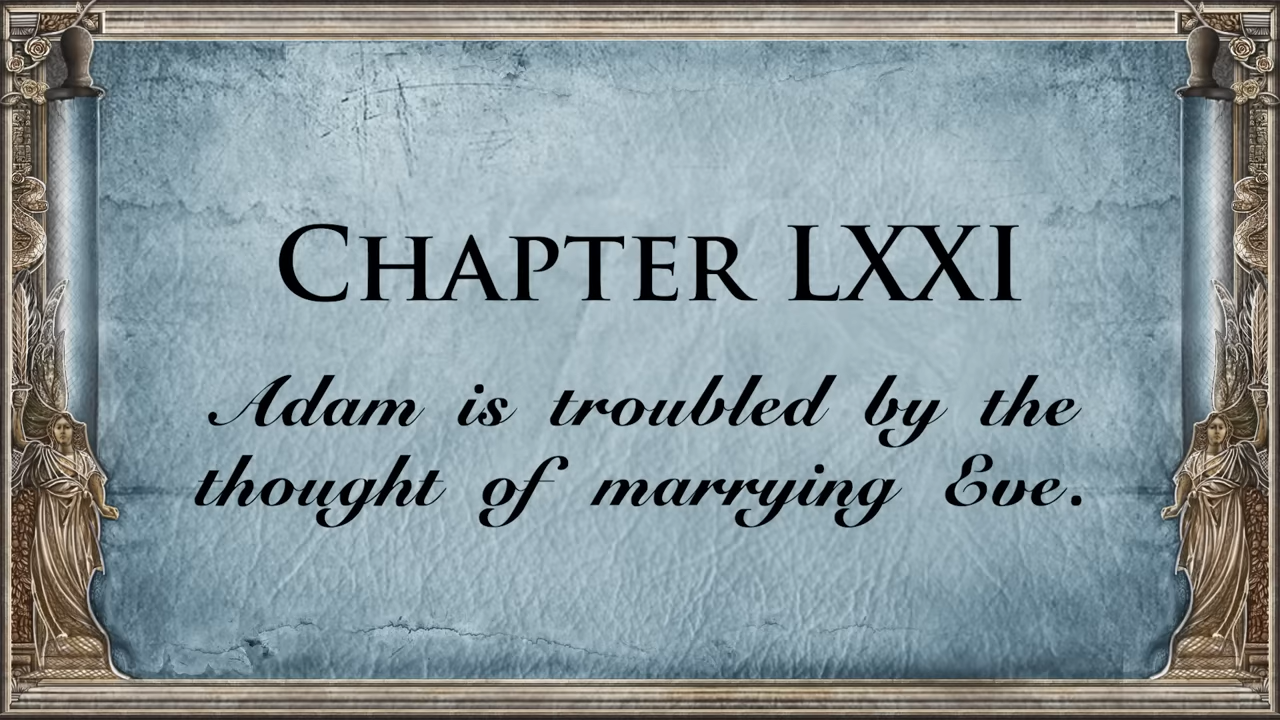 Chapter LXXI
Adam is troubled by the
thought of marrying Eve.